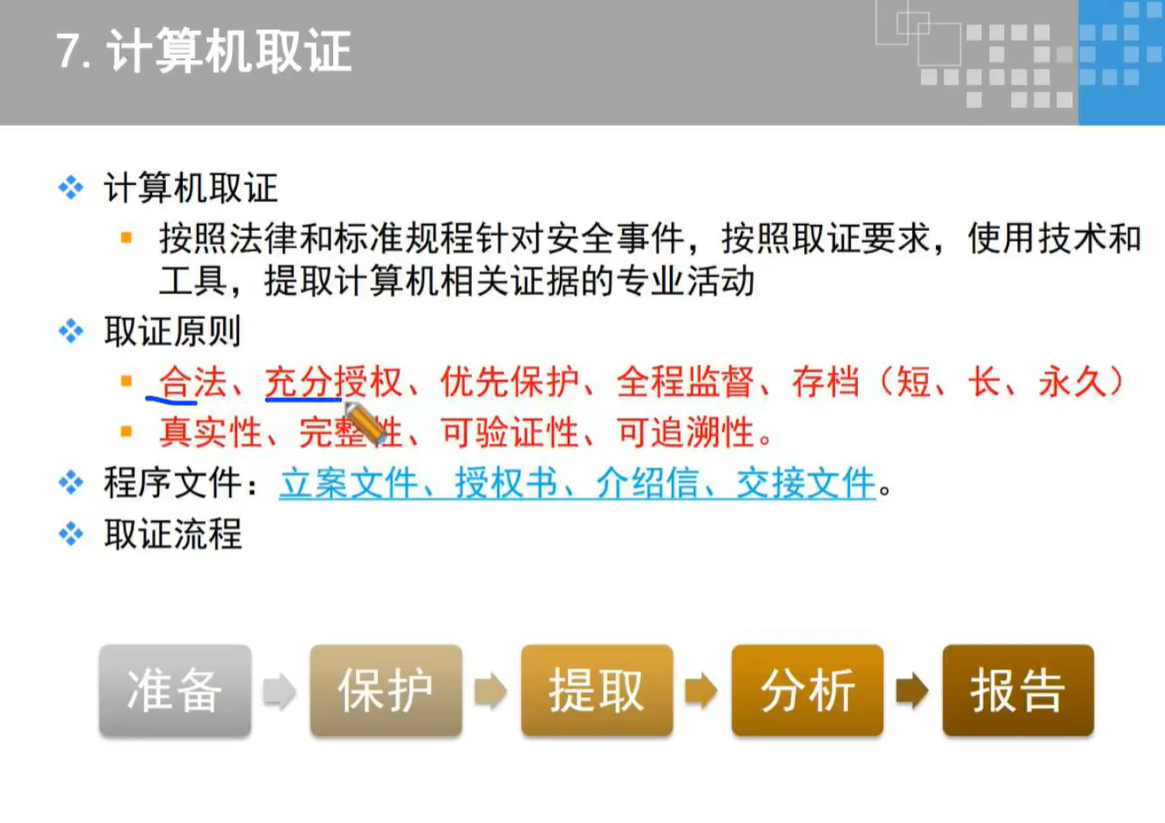 7. 计算机取证
计算机取证
按照法律和标准规程针对安全事件，按照取证要求，使用技术和
工具，提取计算机相关证据的专业活动
取证原则
合法、充分授权、优先保护、全程监督、存档（短、长、永久）
真实性、完整性、可验证性、可追溯性。
程序文件：立案文件、授权书、介绍信、交接文件。
取证流程
准备
保护
提取
分析
报告